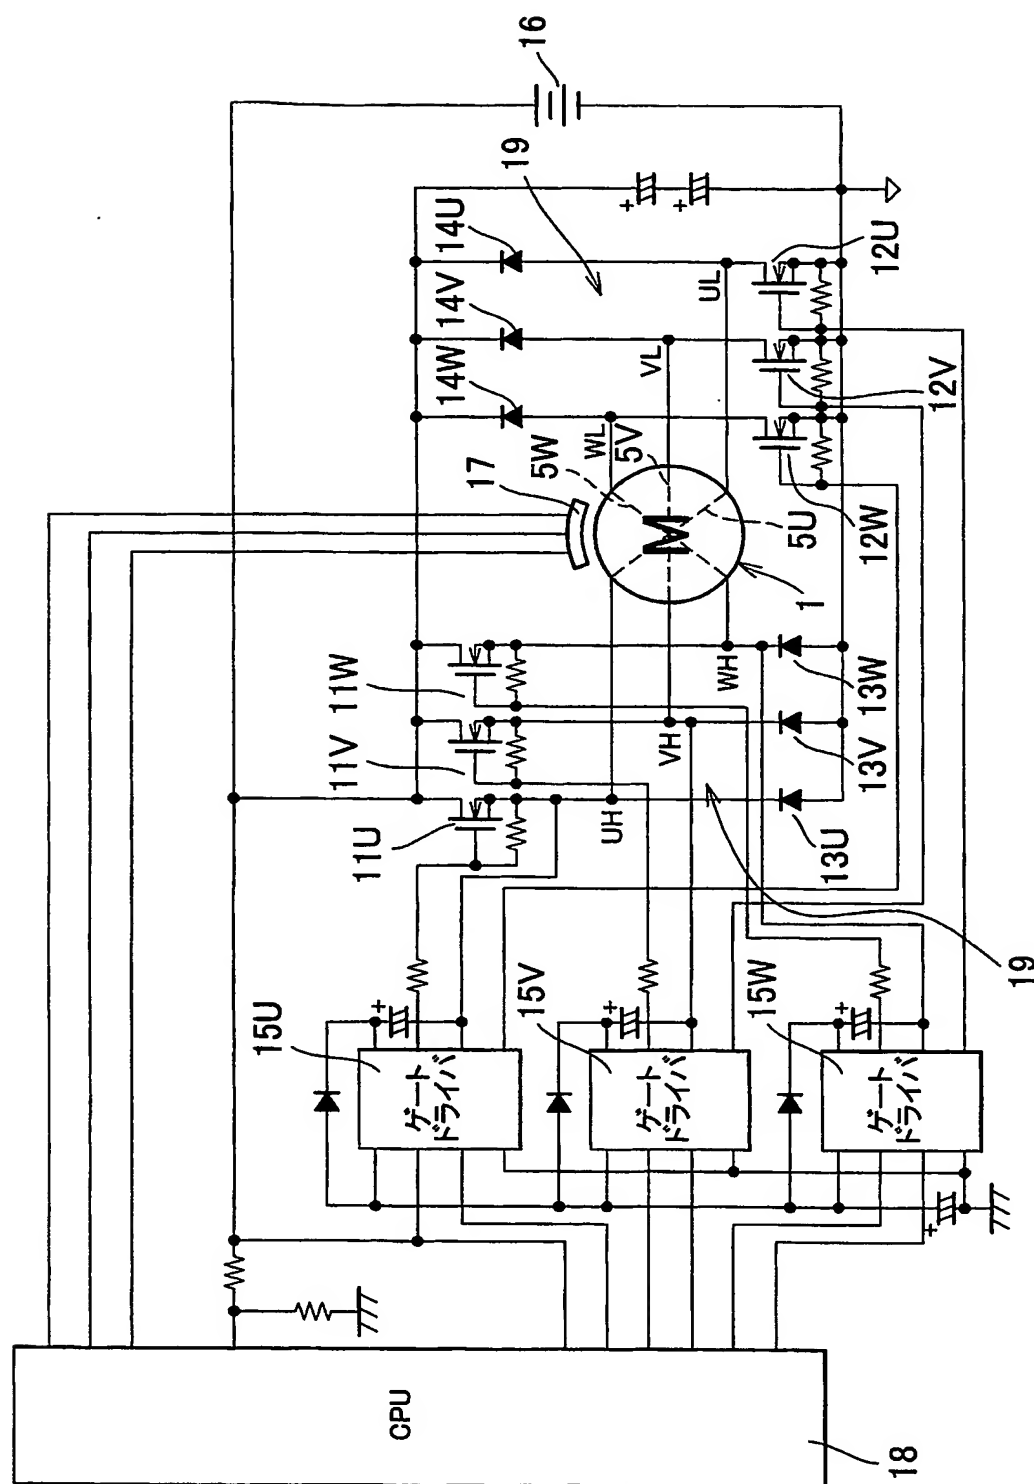 16
19
14U
14V
14W
17
5W
WL
5V
VL
UL
12U
12V
12W
5U
1
M
11W
11V
11U
UH
VH
WH
13W
13V
13U
19
15U
ゲート
ドライバ
15V
ゲート
ドライバ
15W
ゲート
ドライバ
+
+
+
+
+
+
CPU
18